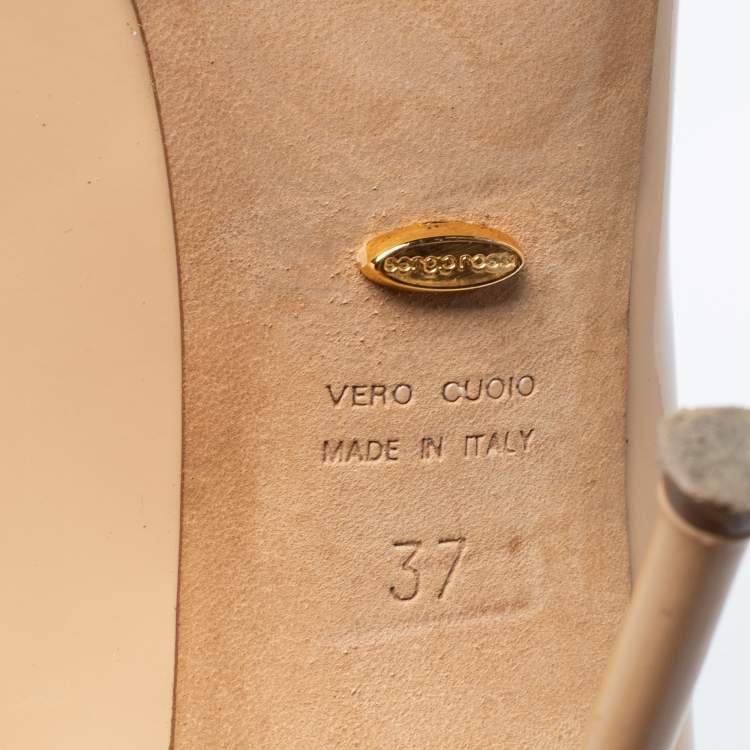 sergio rossi
VERO CUOIO
MADE IN ITALY
37